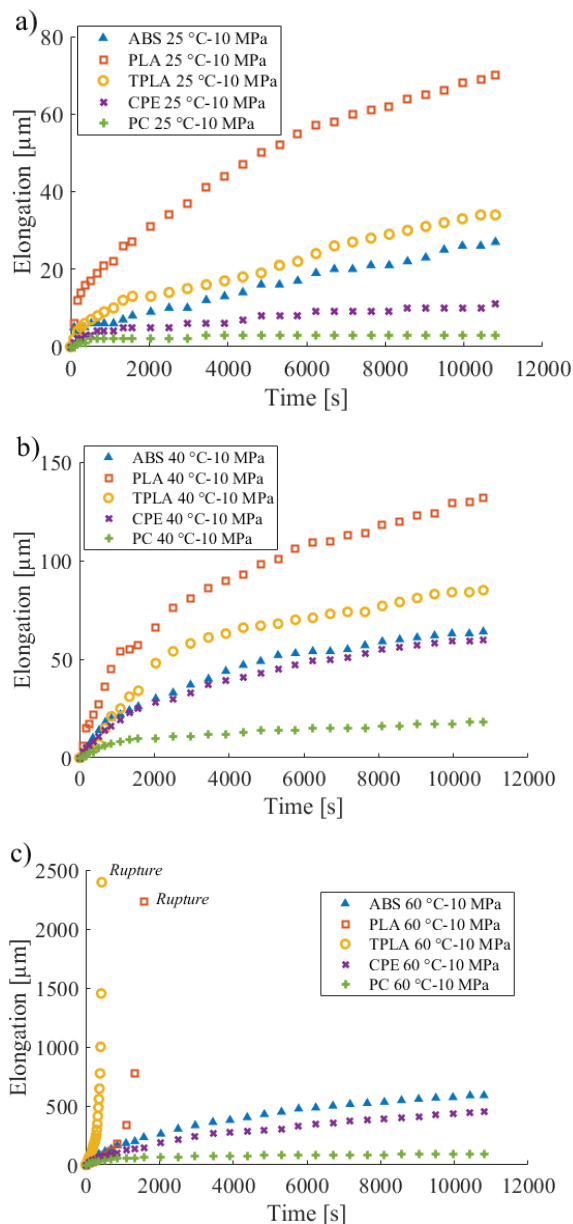 a)
80
60
40
20
0
Elongation [µm]
ABS 25 °C-10 MPa
PLA 25 °C-10 MPa
TPLA 25 °C-10 MPa
CPE 25 °C-10 MPa
PC 25 °C-10 MPa
0 2000 4000 6000 8000 10000 12000
Time [s]
b)
150
100
50
0
Elongation [µm]
ABS 40 °C-10 MPa
PLA 40 °C-10 MPa
TPLA 40 °C-10 MPa
CPE 40 °C-10 MPa
PC 40 °C-10 MPa
0 2000 4000 6000 8000 10000 12000
Time [s]
c)
2500
2000
1500
1000
500
0
Elongation [µm]
Rupture
Rupture
ABS 60 °C-10 MPa
PLA 60 °C-10 MPa
TPLA 60 °C-10 MPa
CPE 60 °C-10 MPa
PC 60 °C-10 MPa
0 2000 4000 6000 8000 10000 12000
Time [s]